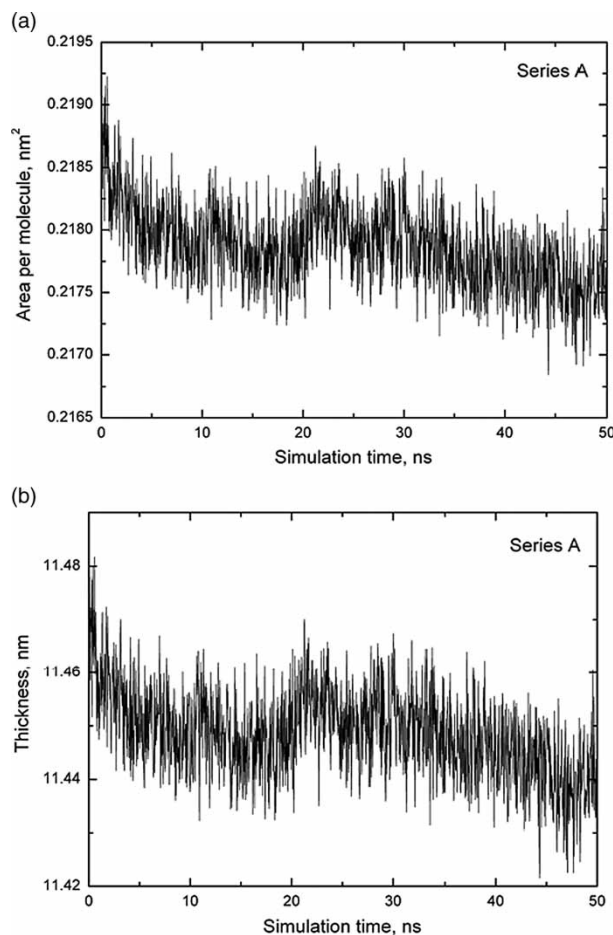 (a)
0.2195
Series A
0.2190
0.2185
0.2180
0.2175
0.2170
0.2165
Area per molecule, nm²
0 10 20 30 40 50
Simulation time, ns
(b)
Series A
11.48
11.46
11.44
11.42
Thickness, nm
0 10 20 30 40 50
Simulation time, ns